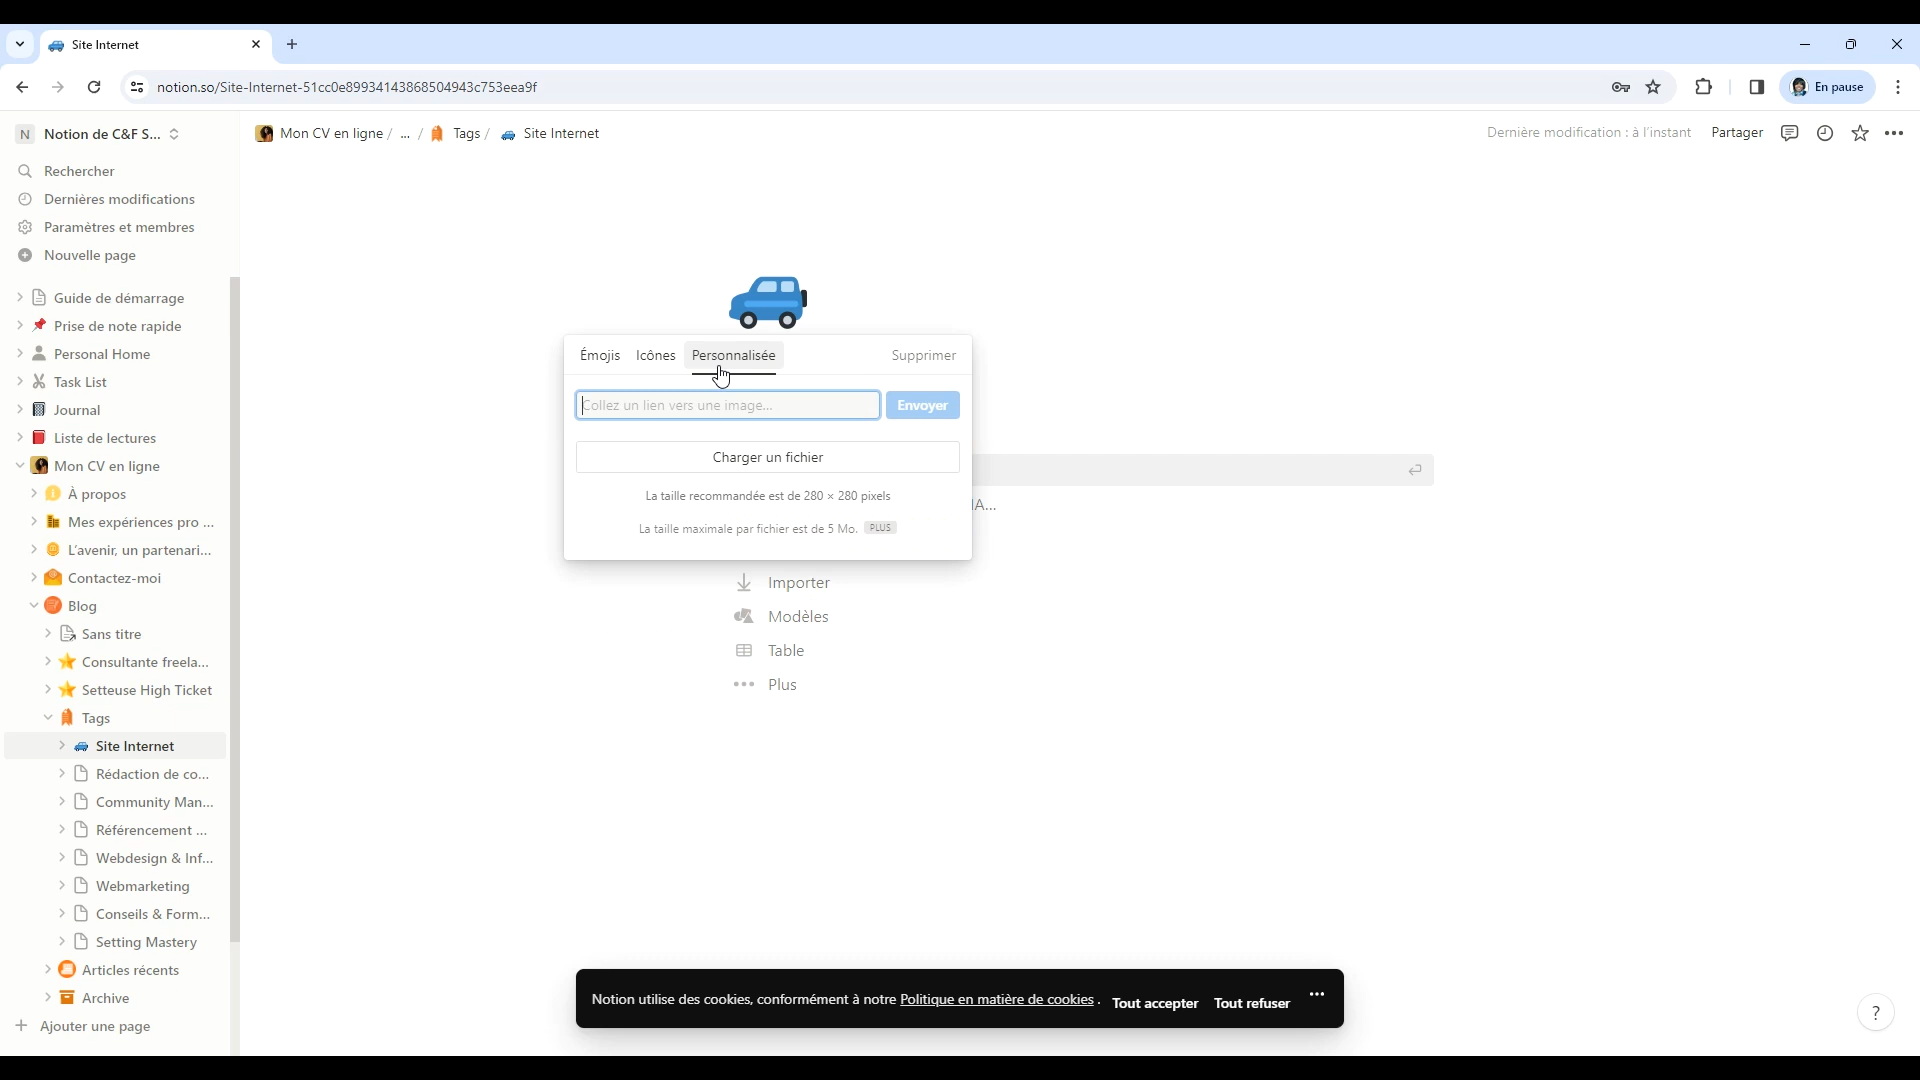 Site Internet
notion.so/Site-Internet-51cc0e89934143868504943c753eea9f
En pause
N Notion de C&F S...
Mon CV en ligne / ... / Tags / Site Internet
Dernière modification : à l'instant
Partager
Rechercher
Dernières modifications
Paramètres et membres
Nouvelle page
Guide de démarrage
Prise de note rapide
Personal Home
Task List
Journal
Liste de lectures
Mon CV en ligne
À propos
Mes expériences pro ...
L'avenir, un partenari...
Contactez-moi
Blog
Sans titre
Consultante freela...
Setteuse High Ticket
Tags
Site Internet
Rédaction de co...
Community Man...
Référencement ...
Webdesign & Inf...
Webmarketing
Conseils & Form...
Setting Mastery
Articles récents
Archive
Ajouter une page
Émojis Icônes Personnalisée Supprimer
Collez un lien vers une image...
Envoyer
Charger un fichier
La taille recommandée est de 280 × 280 pixels
La taille maximale par fichier est de 5 Mo. PLUS
IA...
Importer
Modèles
Table
Plus
Notion utilise des cookies, conformément à notre Politique en matière de cookies . Tout accepter Tout refuser ...
?